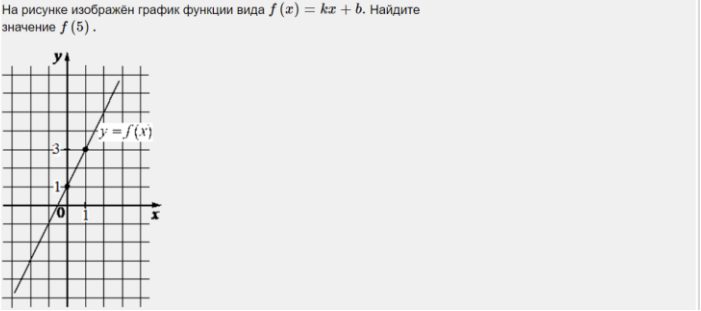 На рисунке изображён график функции вида f (x) = kx + b. Найдите
значение f (5) .
y
y = f(x)
3
1
0
1
x